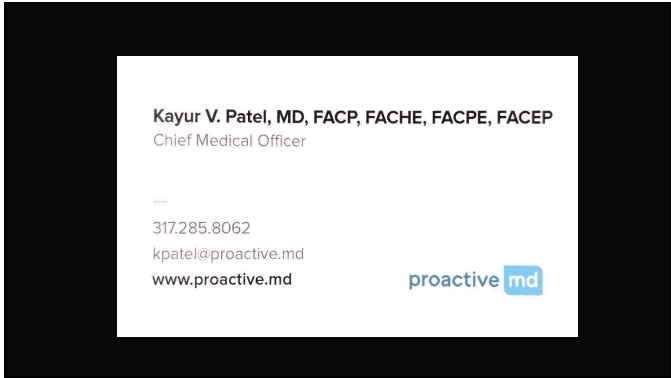 Kayur V. Patel, MD, FACP, FACHE, FACPE, FACEP
Chief Medical Officer
—
317.285.8062
kpatel@proactive.md
www.proactive.md
proactive md